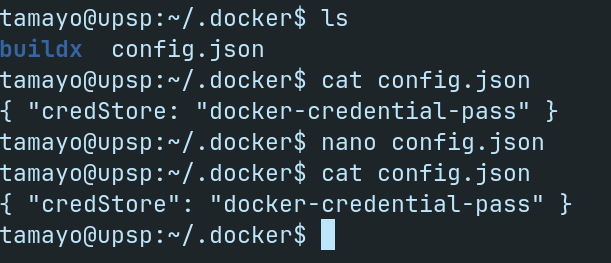 tamayo@upsp:~/.docker$ ls
buildx  config.json
tamayo@upsp:~/.docker$ cat config.json
{ "credStore: "docker-credential-pass" }
tamayo@upsp:~/.docker$ nano config.json
tamayo@upsp:~/.docker$ cat config.json
{ "credStore": "docker-credential-pass" }
tamayo@upsp:~/.docker$